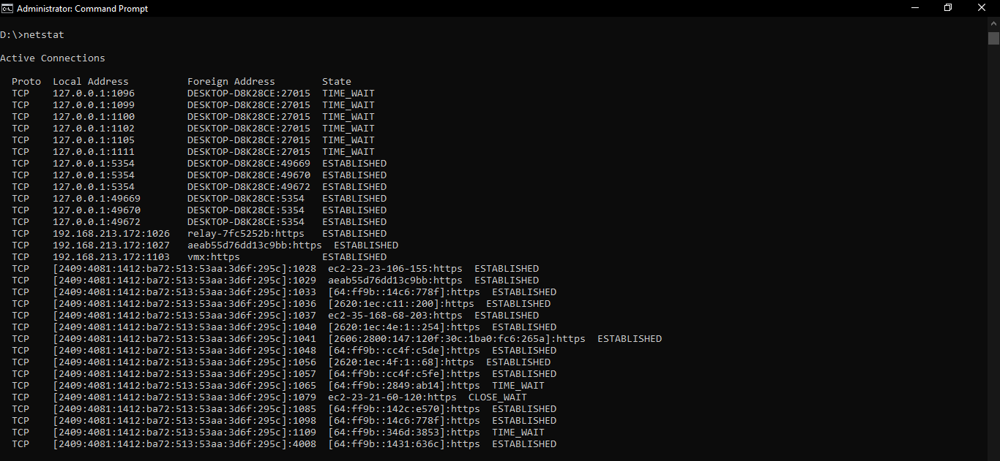 Administrator: Command Prompt
D:\>netstat
Active Connections
Proto  Local Address          Foreign Address        State
TCP    127.0.0.1:1096         DESKTOP-D8K28CE:27015  TIME_WAIT
TCP    127.0.0.1:1099         DESKTOP-D8K28CE:27015  TIME_WAIT
TCP    127.0.0.1:1100         DESKTOP-D8K28CE:27015  TIME_WAIT
TCP    127.0.0.1:1102         DESKTOP-D8K28CE:27015  TIME_WAIT
TCP    127.0.0.1:1105         DESKTOP-D8K28CE:27015  TIME_WAIT
TCP    127.0.0.1:1111         DESKTOP-D8K28CE:27015  TIME_WAIT
TCP    127.0.0.1:5354         DESKTOP-D8K28CE:49669  ESTABLISHED
TCP    127.0.0.1:5354         DESKTOP-D8K28CE:49670  ESTABLISHED
TCP    127.0.0.1:5354         DESKTOP-D8K28CE:49672  ESTABLISHED
TCP    127.0.0.1:49669        DESKTOP-D8K28CE:5354   ESTABLISHED
TCP    127.0.0.1:49670        DESKTOP-D8K28CE:5354   ESTABLISHED
TCP    127.0.0.1:49672        DESKTOP-D8K28CE:5354   ESTABLISHED
TCP    192.168.213.172:1026   relay-7fc5252b:https   ESTABLISHED
TCP    192.168.213.172:1027   aeab55d76dd13c9bb:https  ESTABLISHED
TCP    192.168.213.172:1103   vmx:https              ESTABLISHED
TCP    [2409:4081:1412:ba72:513:53aa:3d6f:295c]:1028  ec2-23-23-106-155:https  ESTABLISHED
TCP    [2409:4081:1412:ba72:513:53aa:3d6f:295c]:1029  aeab55d76dd13c9bb:https  ESTABLISHED
TCP    [2409:4081:1412:ba72:513:53aa:3d6f:295c]:1033  [64:ff9b::14c6:778f]:https  ESTABLISHED
TCP    [2409:4081:1412:ba72:513:53aa:3d6f:295c]:1036  [2620:1ec:c11::200]:https  ESTABLISHED
TCP    [2409:4081:1412:ba72:513:53aa:3d6f:295c]:1037  ec2-35-168-68-203:https  ESTABLISHED
TCP    [2409:4081:1412:ba72:513:53aa:3d6f:295c]:1040  [2620:1ec:4e:1::254]:https  ESTABLISHED
TCP    [2409:4081:1412:ba72:513:53aa:3d6f:295c]:1041  [2606:2800:147:120f:30c:1ba0:fc6:265a]:https  ESTABLISHED
TCP    [2409:4081:1412:ba72:513:53aa:3d6f:295c]:1048  [64:ff9b::cc4f:c5de]:https  ESTABLISHED
TCP    [2409:4081:1412:ba72:513:53aa:3d6f:295c]:1056  [2620:1ec:4f:1::68]:https  ESTABLISHED
TCP    [2409:4081:1412:ba72:513:53aa:3d6f:295c]:1057  [64:ff9b::cc4f:c5fe]:https  ESTABLISHED
TCP    [2409:4081:1412:ba72:513:53aa:3d6f:295c]:1065  [64:ff9b::2849:ab14]:https  TIME_WAIT
TCP    [2409:4081:1412:ba72:513:53aa:3d6f:295c]:1079  ec2-23-21-60-120:https  CLOSE_WAIT
TCP    [2409:4081:1412:ba72:513:53aa:3d6f:295c]:1085  [64:ff9b::142c:e570]:https  ESTABLISHED
TCP    [2409:4081:1412:ba72:513:53aa:3d6f:295c]:1098  [64:ff9b::14c6:778f]:https  ESTABLISHED
TCP    [2409:4081:1412:ba72:513:53aa:3d6f:295c]:1109  [64:ff9b::346d:3853]:https  TIME_WAIT
TCP    [2409:4081:1412:ba72:513:53aa:3d6f:295c]:4008  [64:ff9b::1431:636c]:https  ESTABLISHED